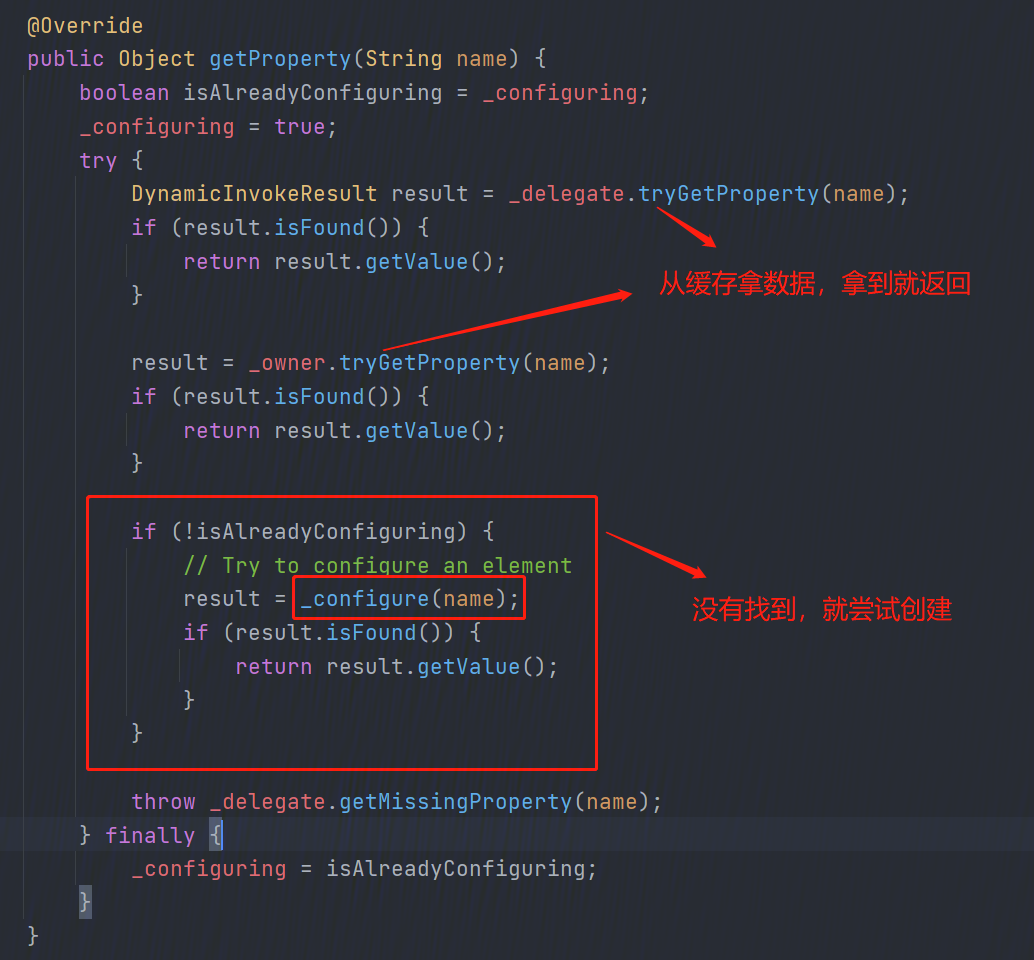 @Override
public Object getProperty(String name) {
boolean isAlreadyConfiguring = _configuring;
_configuring = true;
try {
DynamicInvokeResult result = _delegate.tryGetProperty(name);
if (result.isFound()) {
return result.getValue();
}
从缓存拿数据，拿到就返回
result = _owner.tryGetProperty(name);
if (result.isFound()) {
return result.getValue();
}
if (!isAlreadyConfiguring) {
// Try to configure an element
result = _configure(name);
没有找到，就尝试创建
if (result.isFound()) {
return result.getValue();
}
}
throw _delegate.getMissingProperty(name);
} finally {
_configuring = isAlreadyConfiguring;
}
}